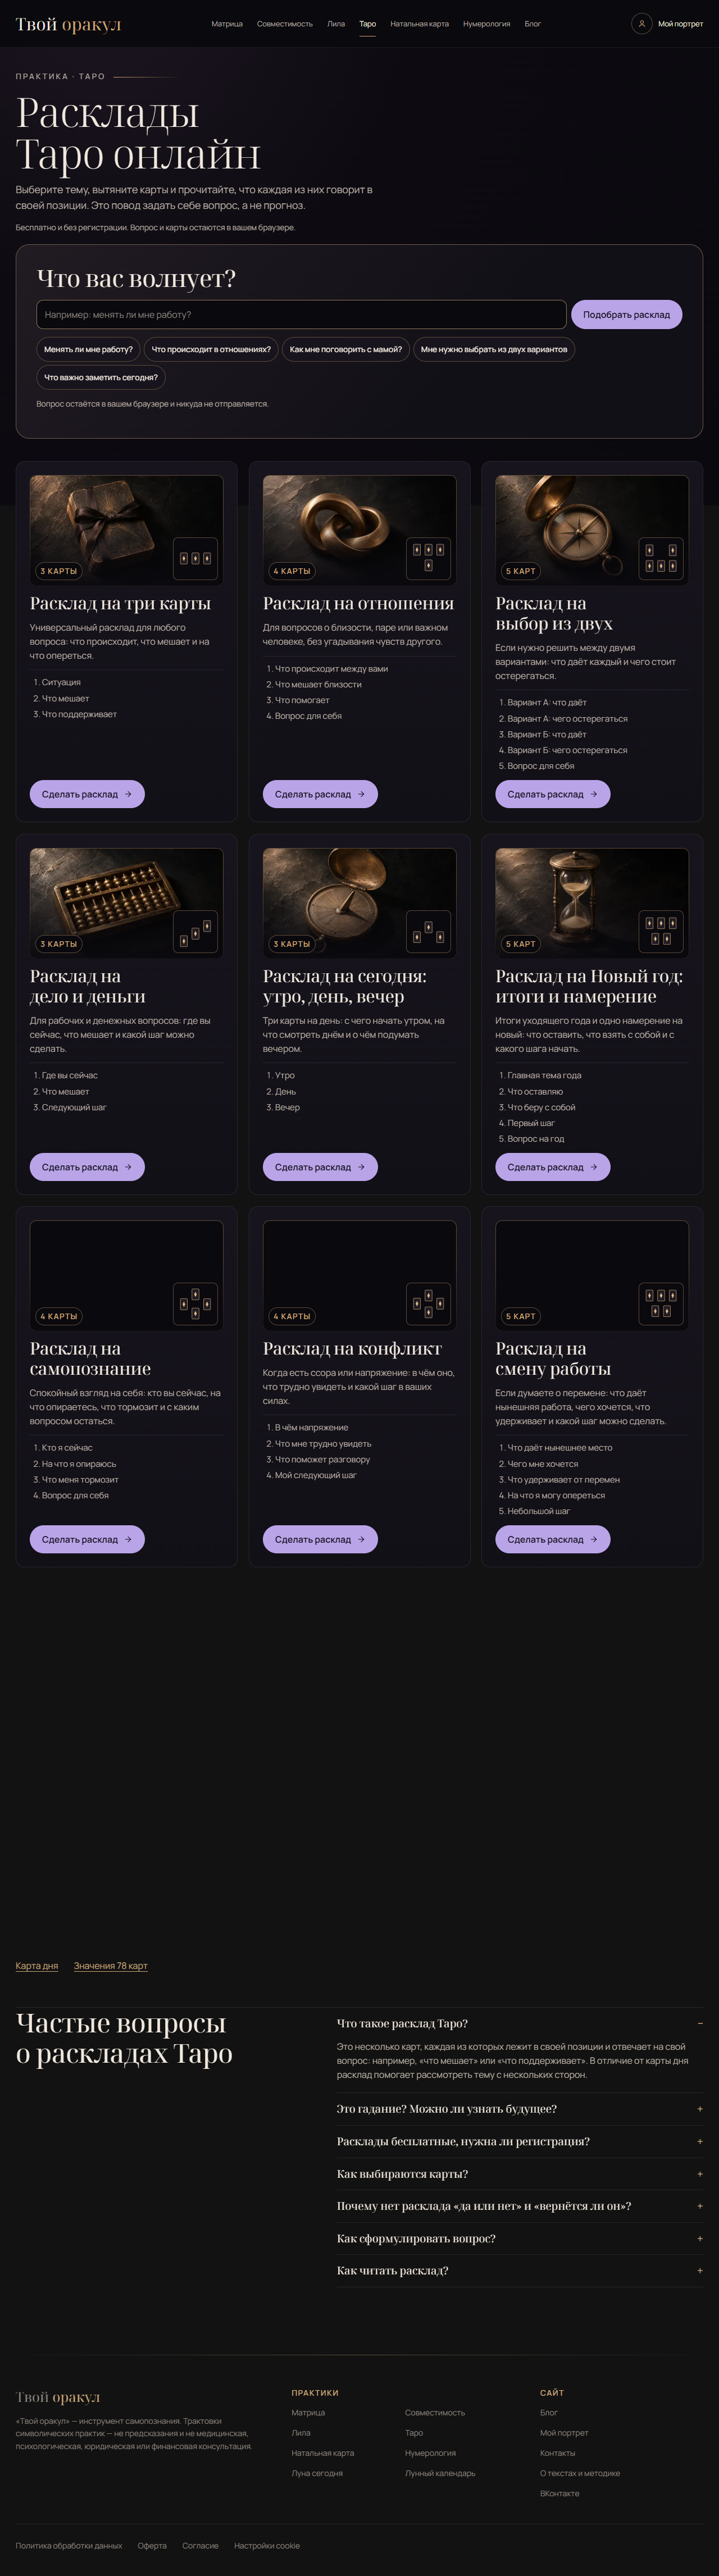 Твой оракул
Матрица Совместимость Лила Таро Натальная карта Нумерология Блог
Мой портрет
ПРАКТИКА · ТАРО
Расклады
Таро онлайн
Выберите тему, вытяните карты и прочитайте, что каждая из них говорит в
своей позиции. Это повод задать себе вопрос, а не прогноз.
Бесплатно и без регистрации. Вопрос и карты остаются в вашем браузере.
Что вас волнует?
Например: менять ли мне работу?
Подобрать расклад
Менять ли мне работу?
Что происходит в отношениях?
Как мне поговорить с мамой?
Мне нужно выбрать из двух вариантов
Что важно заметить сегодня?
Вопрос остаётся в вашем браузере и никуда не отправляется.
3 КАРТЫ
Расклад на три карты
Универсальный расклад для любого
вопроса: что происходит, что мешает и на
что опереться.
1. Ситуация
2. Что мешает
3. Что поддерживает
Сделать расклад →
4 КАРТЫ
Расклад на отношения
Для вопросов о близости, паре или важном
человеке, без угадывания чувств другого.
1. Что происходит между вами
2. Что мешает близости
3. Что помогает
4. Вопрос для себя
Сделать расклад →
5 КАРТ
Расклад на
выбор из двух
Если нужно решить между двумя
вариантами: что даёт каждый и чего стоит
остерегаться.
1. Вариант А: что даёт
2. Вариант А: чего остерегаться
3. Вариант Б: что даёт
4. Вариант Б: чего остерегаться
5. Вопрос для себя
Сделать расклад →
3 КАРТЫ
Расклад на
дело и деньги
Для рабочих и денежных вопросов: где вы
сейчас, что мешает и какой шаг можно
сделать.
1. Где вы сейчас
2. Что мешает
3. Следующий шаг
Сделать расклад →
3 КАРТЫ
Расклад на сегодня:
утро, день, вечер
Три карты на день: с чего начать утром, на
что смотреть днём и о чём подумать
вечером.
1. Утро
2. День
3. Вечер
Сделать расклад →
5 КАРТ
Расклад на Новый год:
итоги и намерение
Итоги уходящего года и одно намерение на
новый: что оставить, что взять с собой и с
какого шага начать.
1. Главная тема года
2. Что оставляю
3. Что беру с собой
4. Первый шаг
5. Вопрос на год
Сделать расклад →
4 КАРТЫ
Расклад на
самопознание
Спокойный взгляд на себя: кто вы сейчас, на
что опираетесь, что тормозит и с каким
вопросом остаться.
1. Кто я сейчас
2. На что я опираюсь
3. Что меня тормозит
4. Вопрос для себя
Сделать расклад →
4 КАРТЫ
Расклад на конфликт
Когда есть ссора или напряжение: в чём оно,
что трудно увидеть и какой шаг в ваших
силах.
1. В чём напряжение
2. Что мне трудно увидеть
3. Что поможет разговору
4. Мой следующий шаг
Сделать расклад →
5 КАРТ
Расклад на
смену работы
Если думаете о перемене: что даёт
нынешняя работа, чего хочется, что
удерживает и какой шаг можно сделать.
1. Что даёт нынешнее место
2. Чего мне хочется
3. Что удерживает от перемен
4. На что я могу опереться
5. Небольшой шаг
Сделать расклад →
Карта дня Значения 78 карт
Частые вопросы
о раскладах Таро
Что такое расклад Таро? −
Это несколько карт, каждая из которых лежит в своей позиции и отвечает на свой
вопрос: например, «что мешает» или «что поддерживает». В отличие от карты дня
расклад помогает рассмотреть тему с нескольких сторон.
Это гадание? Можно ли узнать будущее? +
Расклады бесплатные, нужна ли регистрация? +
Как выбираются карты? +
Почему нет расклада «да или нет» и «вернётся ли он»? +
Как сформулировать вопрос? +
Как читать расклад? +
Твой оракул
«Твой оракул» — инструмент самопознания. Трактовки
символических практик — не предсказания и не медицинская,
психологическая, юридическая или финансовая консультация.
ПРАКТИКИ
Матрица Совместимость
Лила Таро
Натальная карта Нумерология
Луна сегодня Лунный календарь
САЙТ
Блог
Мой портрет
Контакты
О текстах и методике
ВКонтакте
Политика обработки данных Оферта Согласие Настройки cookie